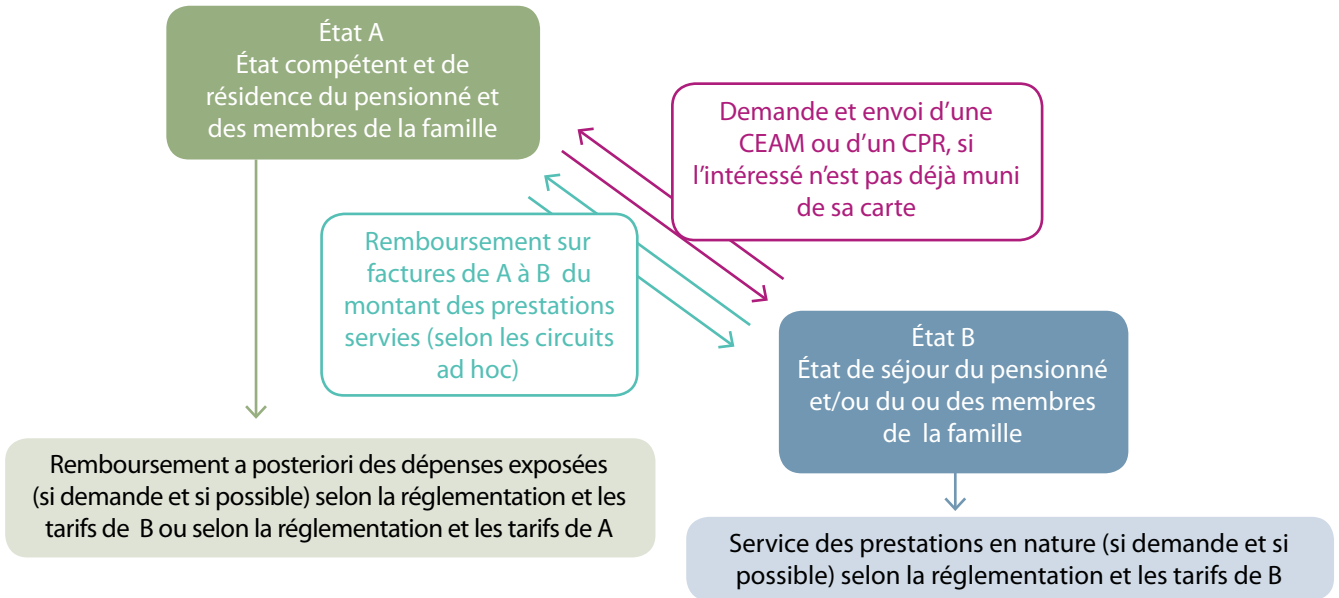 État A
État compétent et de
résidence du pensionné et
des membres de la famille
Demande et envoi d'une
CEAM ou d'un CPR, si
l'intéressé n'est pas déjà muni
de sa carte
Remboursement sur
factures de A à B du
montant des prestations
servies (selon les circuits
ad hoc)
État B
État de séjour du pensionné
et/ou du ou des membres
de la famille
Remboursement a posteriori des dépenses exposées
(si demande et si possible) selon la réglementation et les
tarifs de B ou selon la réglementation et les tarifs de A
Service des prestations en nature (si demande et si
possible) selon la réglementation et les tarifs de B